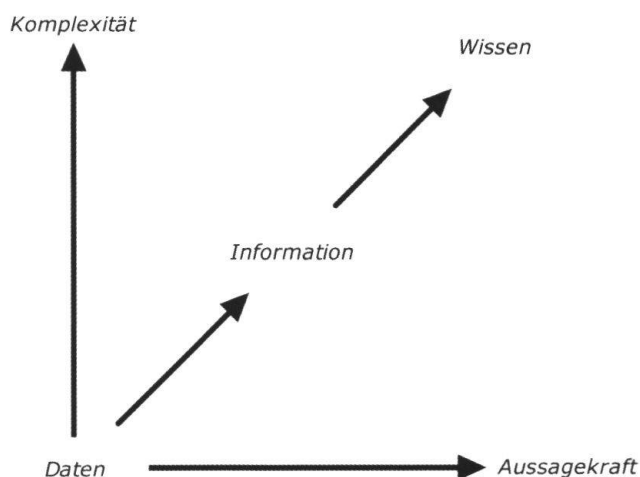 Komplexität
Wissen
Information
Daten
Aussagekraft